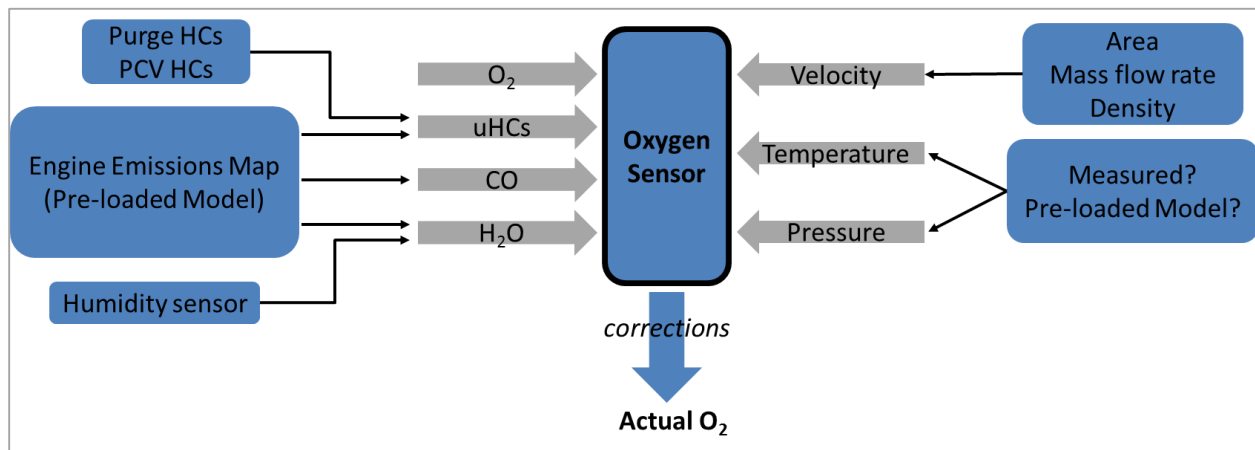 Purge HCs
PCV HCs
Engine Emissions Map
(Pre-loaded Model)
Humidity sensor
O₂
uHCs
CO
H₂O
Oxygen
Sensor
Velocity
Temperature
Pressure
Area
Mass flow rate
Density
Measured?
Pre-loaded Model?
corrections
Actual O₂